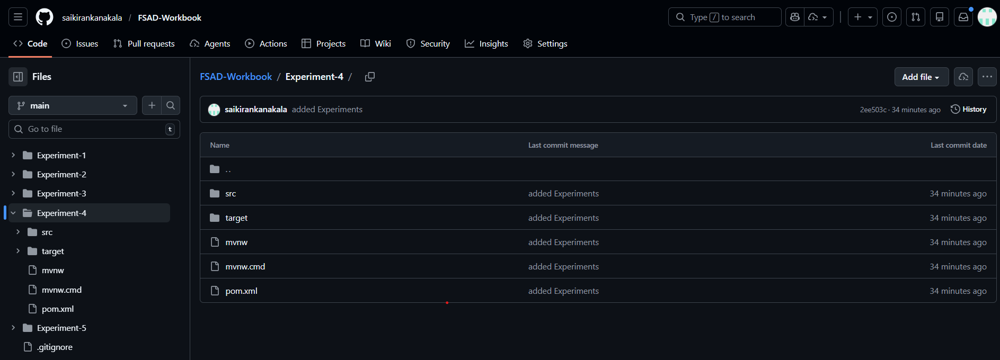 saikirankanakala / FSAD-Workbook
Type / to search
Code Issues Pull requests Agents Actions Projects Wiki Security Insights Settings
Files
main
Go to file t
Experiment-1
Experiment-2
Experiment-3
Experiment-4
src
target
mvnw
mvnw.cmd
pom.xml
Experiment-5
.gitignore
FSAD-Workbook / Experiment-4 /
Add file
saikirankanakala added Experiments 2ee503c · 34 minutes ago History
Name Last commit message Last commit date
..
src added Experiments 34 minutes ago
target added Experiments 34 minutes ago
mvnw added Experiments 34 minutes ago
mvnw.cmd added Experiments 34 minutes ago
pom.xml added Experiments 34 minutes ago